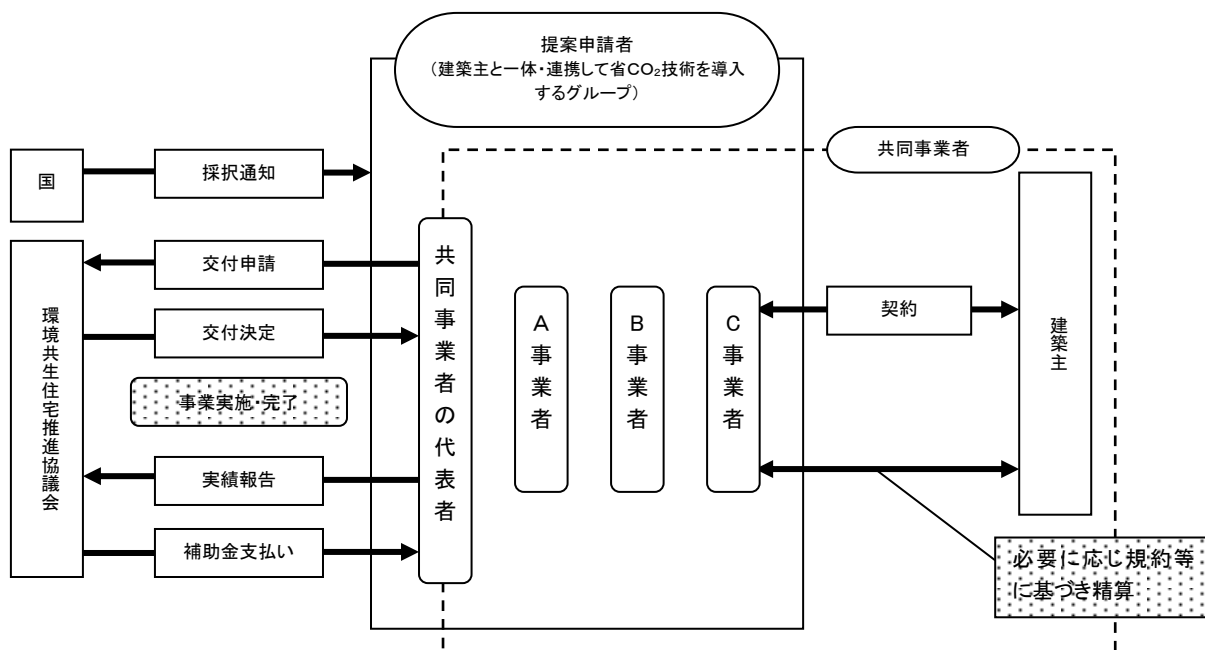 提案申請者
（建築主と一体・連携して省CO₂技術を導入
するグループ）
共同事業者
国
採択通知
環境共生住宅推進協議会
交付申請
交付決定
事業実施・完了
実績報告
補助金支払い
共同事業者の代表者
A事業者
B事業者
C事業者
契約
建築主
必要に応じ規約等
に基づき精算